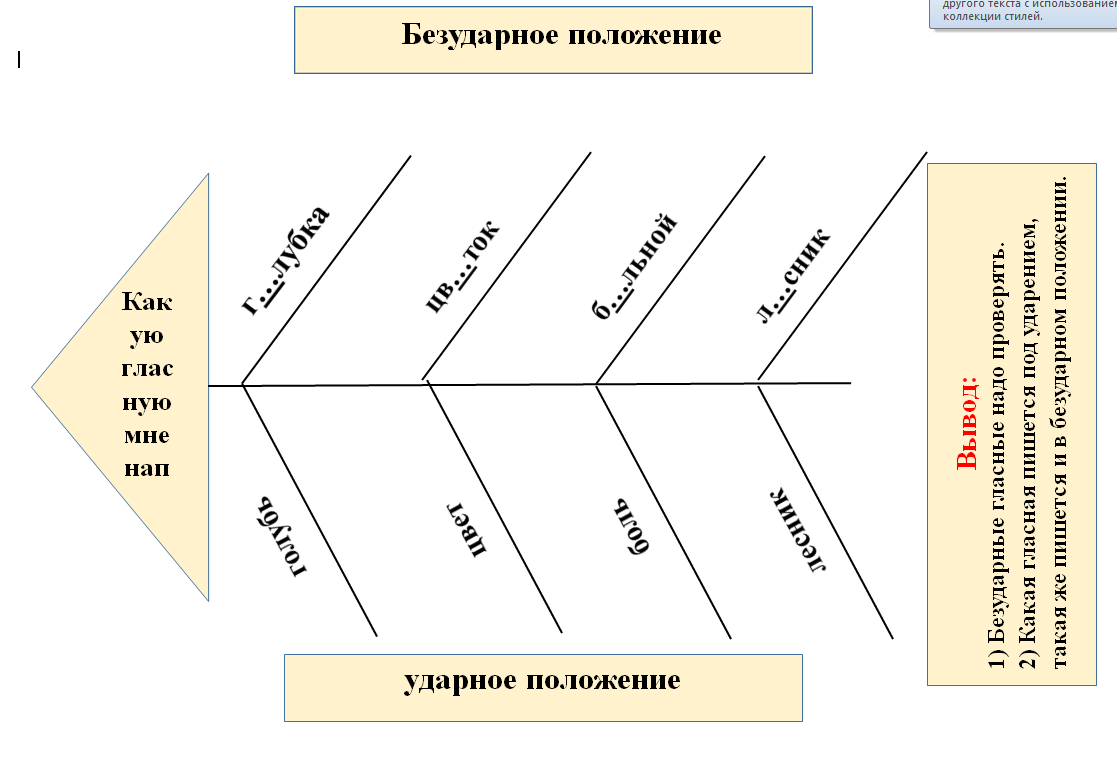 другого текста с использованием
коллекции стилей.
Безударное положение
г...лубка
цв...ток
б...льной
л...сник
Как
ую
глас
ную
мне
нап
голубь
цвет
боль
лесник
Вывод:
1) Безударные гласные надо проверять.
2) Какая гласная пишется под ударением,
такая же пишется и в безударном положении.
ударное положение